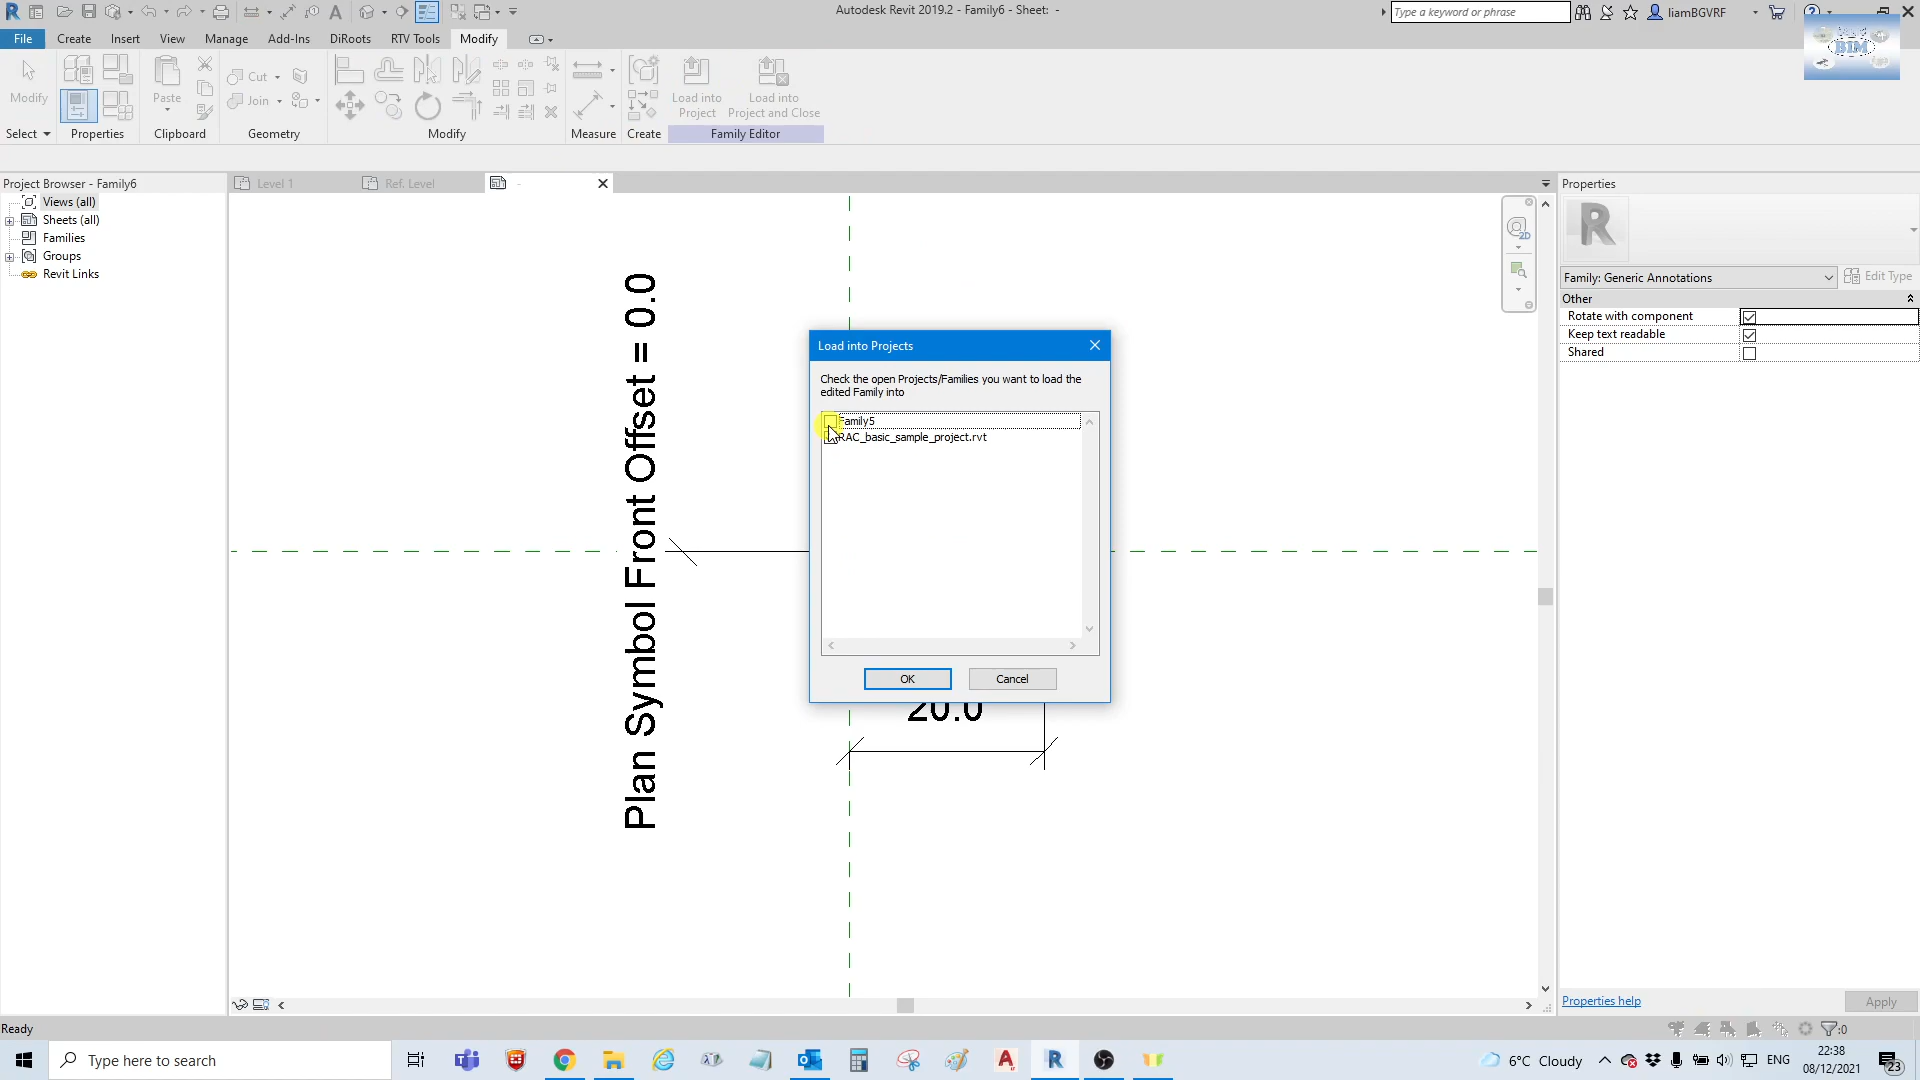 Autodesk Revit 2019.2 - Family6 - Sheet: -
Type a keyword or phrase
liamBGVRF
File Create Insert View Manage Add-Ins DiRoots RTV Tools Modify
Modify
Paste
Cut
Join
Load into Project
Load into Project and Close
Select Properties Clipboard Geometry Modify Measure Create Family Editor
Project Browser - Family6
Level 1
Ref. Level
-
Properties
Views (all)
Sheets (all)
Families
Groups
Revit Links
2D
R
Family: Generic Annotations
Edit Type
Other
Rotate with component
Keep text readable
Shared
Plan Symbol Front Offset = 0.0
Load into Projects
Check the open Projects/Families you want to load the
edited Family into
Family5
RAC_basic_sample_project.rvt
OK
Cancel
20.0
Properties help
Apply
Ready
:0
Type here to search
6°C Cloudy
ENG
22:38
08/12/2021
23